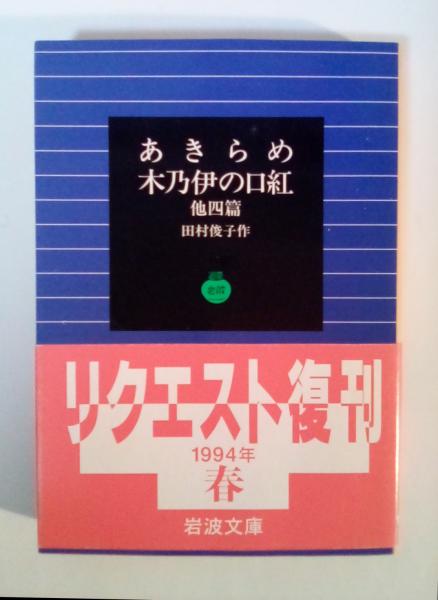 あきらめ
木乃伊の口紅
他四篇
田村俊子作
リクエスト復刊
1994年
春
岩波文庫